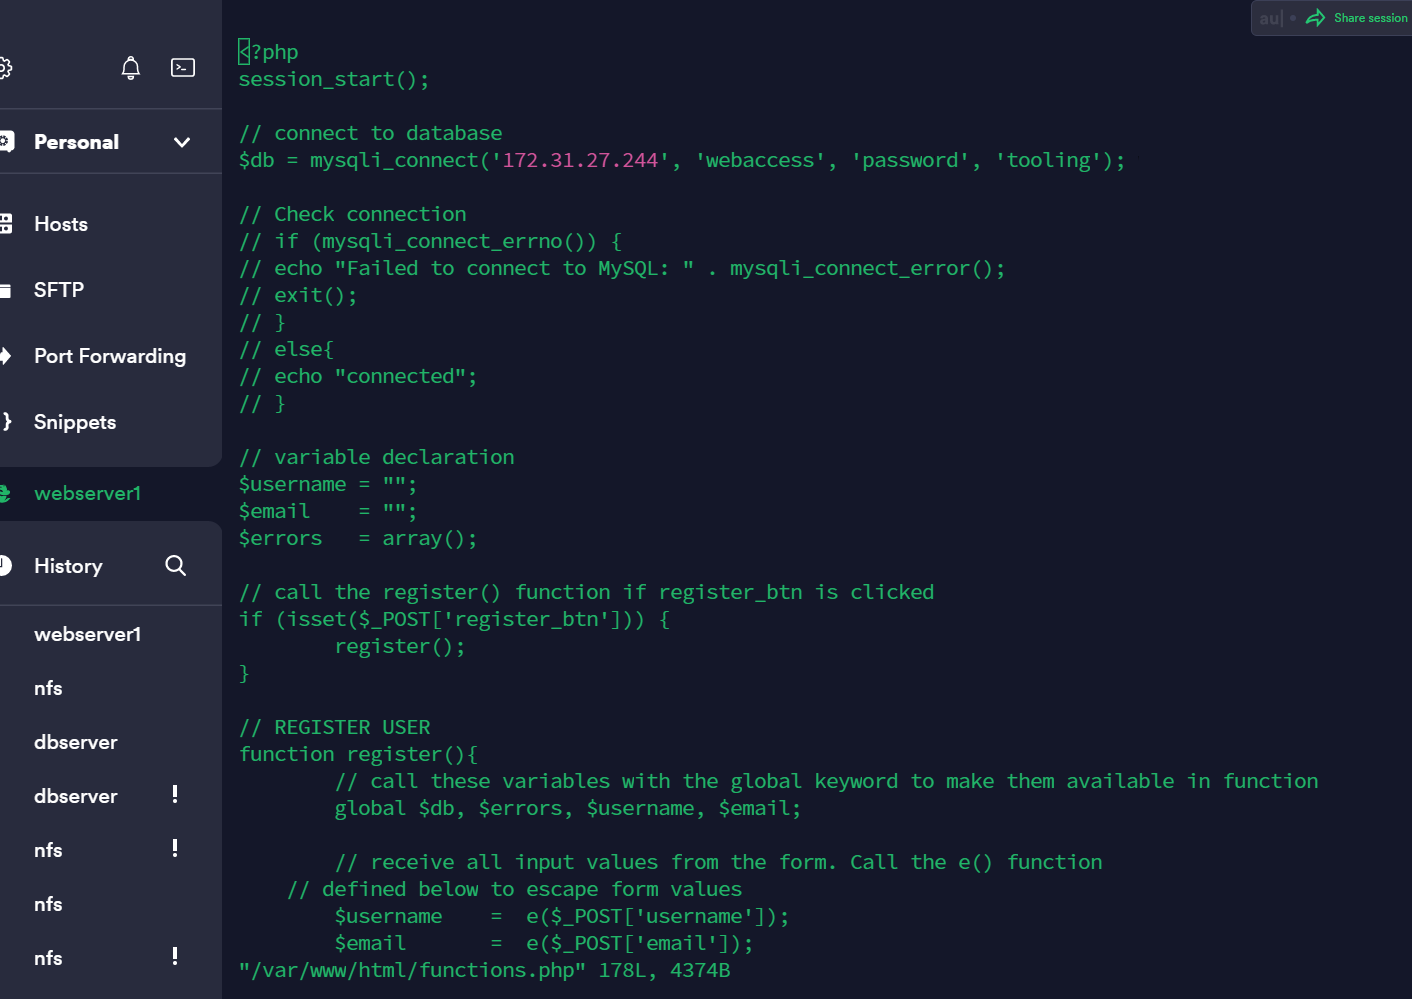 au| •
Share session
Personal
Hosts
SFTP
Port Forwarding
Snippets
webserver1
History
webserver1
nfs
dbserver
dbserver !
nfs !
nfs
nfs !
<?php
session_start();
// connect to database
$db = mysqli_connect('172.31.27.244', 'webaccess', 'password', 'tooling');
// Check connection
// if (mysqli_connect_errno()) {
// echo "Failed to connect to MySQL: " . mysqli_connect_error();
// exit();
// }
// else{
// echo "connected";
// }
// variable declaration
$username = "";
$email    = "";
$errors   = array();
// call the register() function if register_btn is clicked
if (isset($_POST['register_btn'])) {
        register();
}
// REGISTER USER
function register(){
        // call these variables with the global keyword to make them available in function
        global $db, $errors, $username, $email;
        // receive all input values from the form. Call the e() function
    // defined below to escape form values
        $username    =  e($_POST['username']);
        $email       =  e($_POST['email']);
"/var/www/html/functions.php" 178L, 4374B